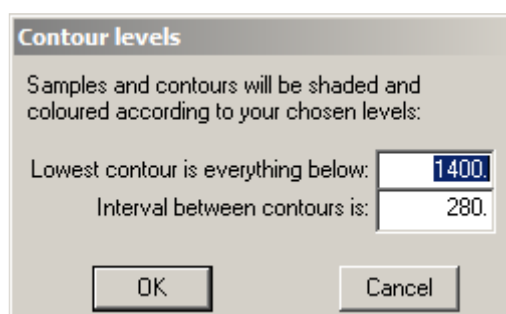 Contour levels
Samples and contours will be shaded and
coloured according to your chosen levels:
Lowest contour is everything below: 1400.
Interval between contours is: 280.
OK Cancel